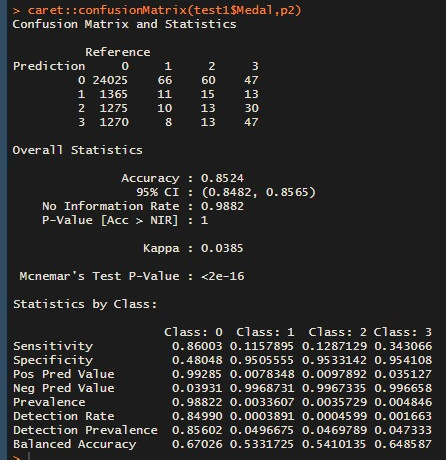 > caret::confusionMatrix(test1$Medal,p2)
Confusion Matrix and Statistics
Reference
Prediction 0 1 2 3
0 24025 66 60 47
1 1365 11 15 13
2 1275 10 13 30
3 1270 8 13 47
Overall Statistics
Accuracy : 0.8524
95% CI : (0.8482, 0.8565)
No Information Rate : 0.9882
P-Value [Acc > NIR] : 1
Kappa : 0.0385
Mcnemar's Test P-Value : <2e-16
Statistics by Class:
Class: 0 Class: 1 Class: 2 Class: 3
Sensitivity 0.86003 0.1157895 0.1287129 0.343066
Specificity 0.48048 0.9505555 0.9533142 0.954108
Pos Pred Value 0.99285 0.0078348 0.0097892 0.035127
Neg Pred Value 0.03931 0.9968731 0.9967335 0.996658
Prevalence 0.98822 0.0033607 0.0035729 0.004846
Detection Rate 0.84990 0.0003891 0.0004599 0.001663
Detection Prevalence 0.85602 0.0496675 0.0469789 0.047333
Balanced Accuracy 0.67026 0.5331725 0.5410135 0.648587
>